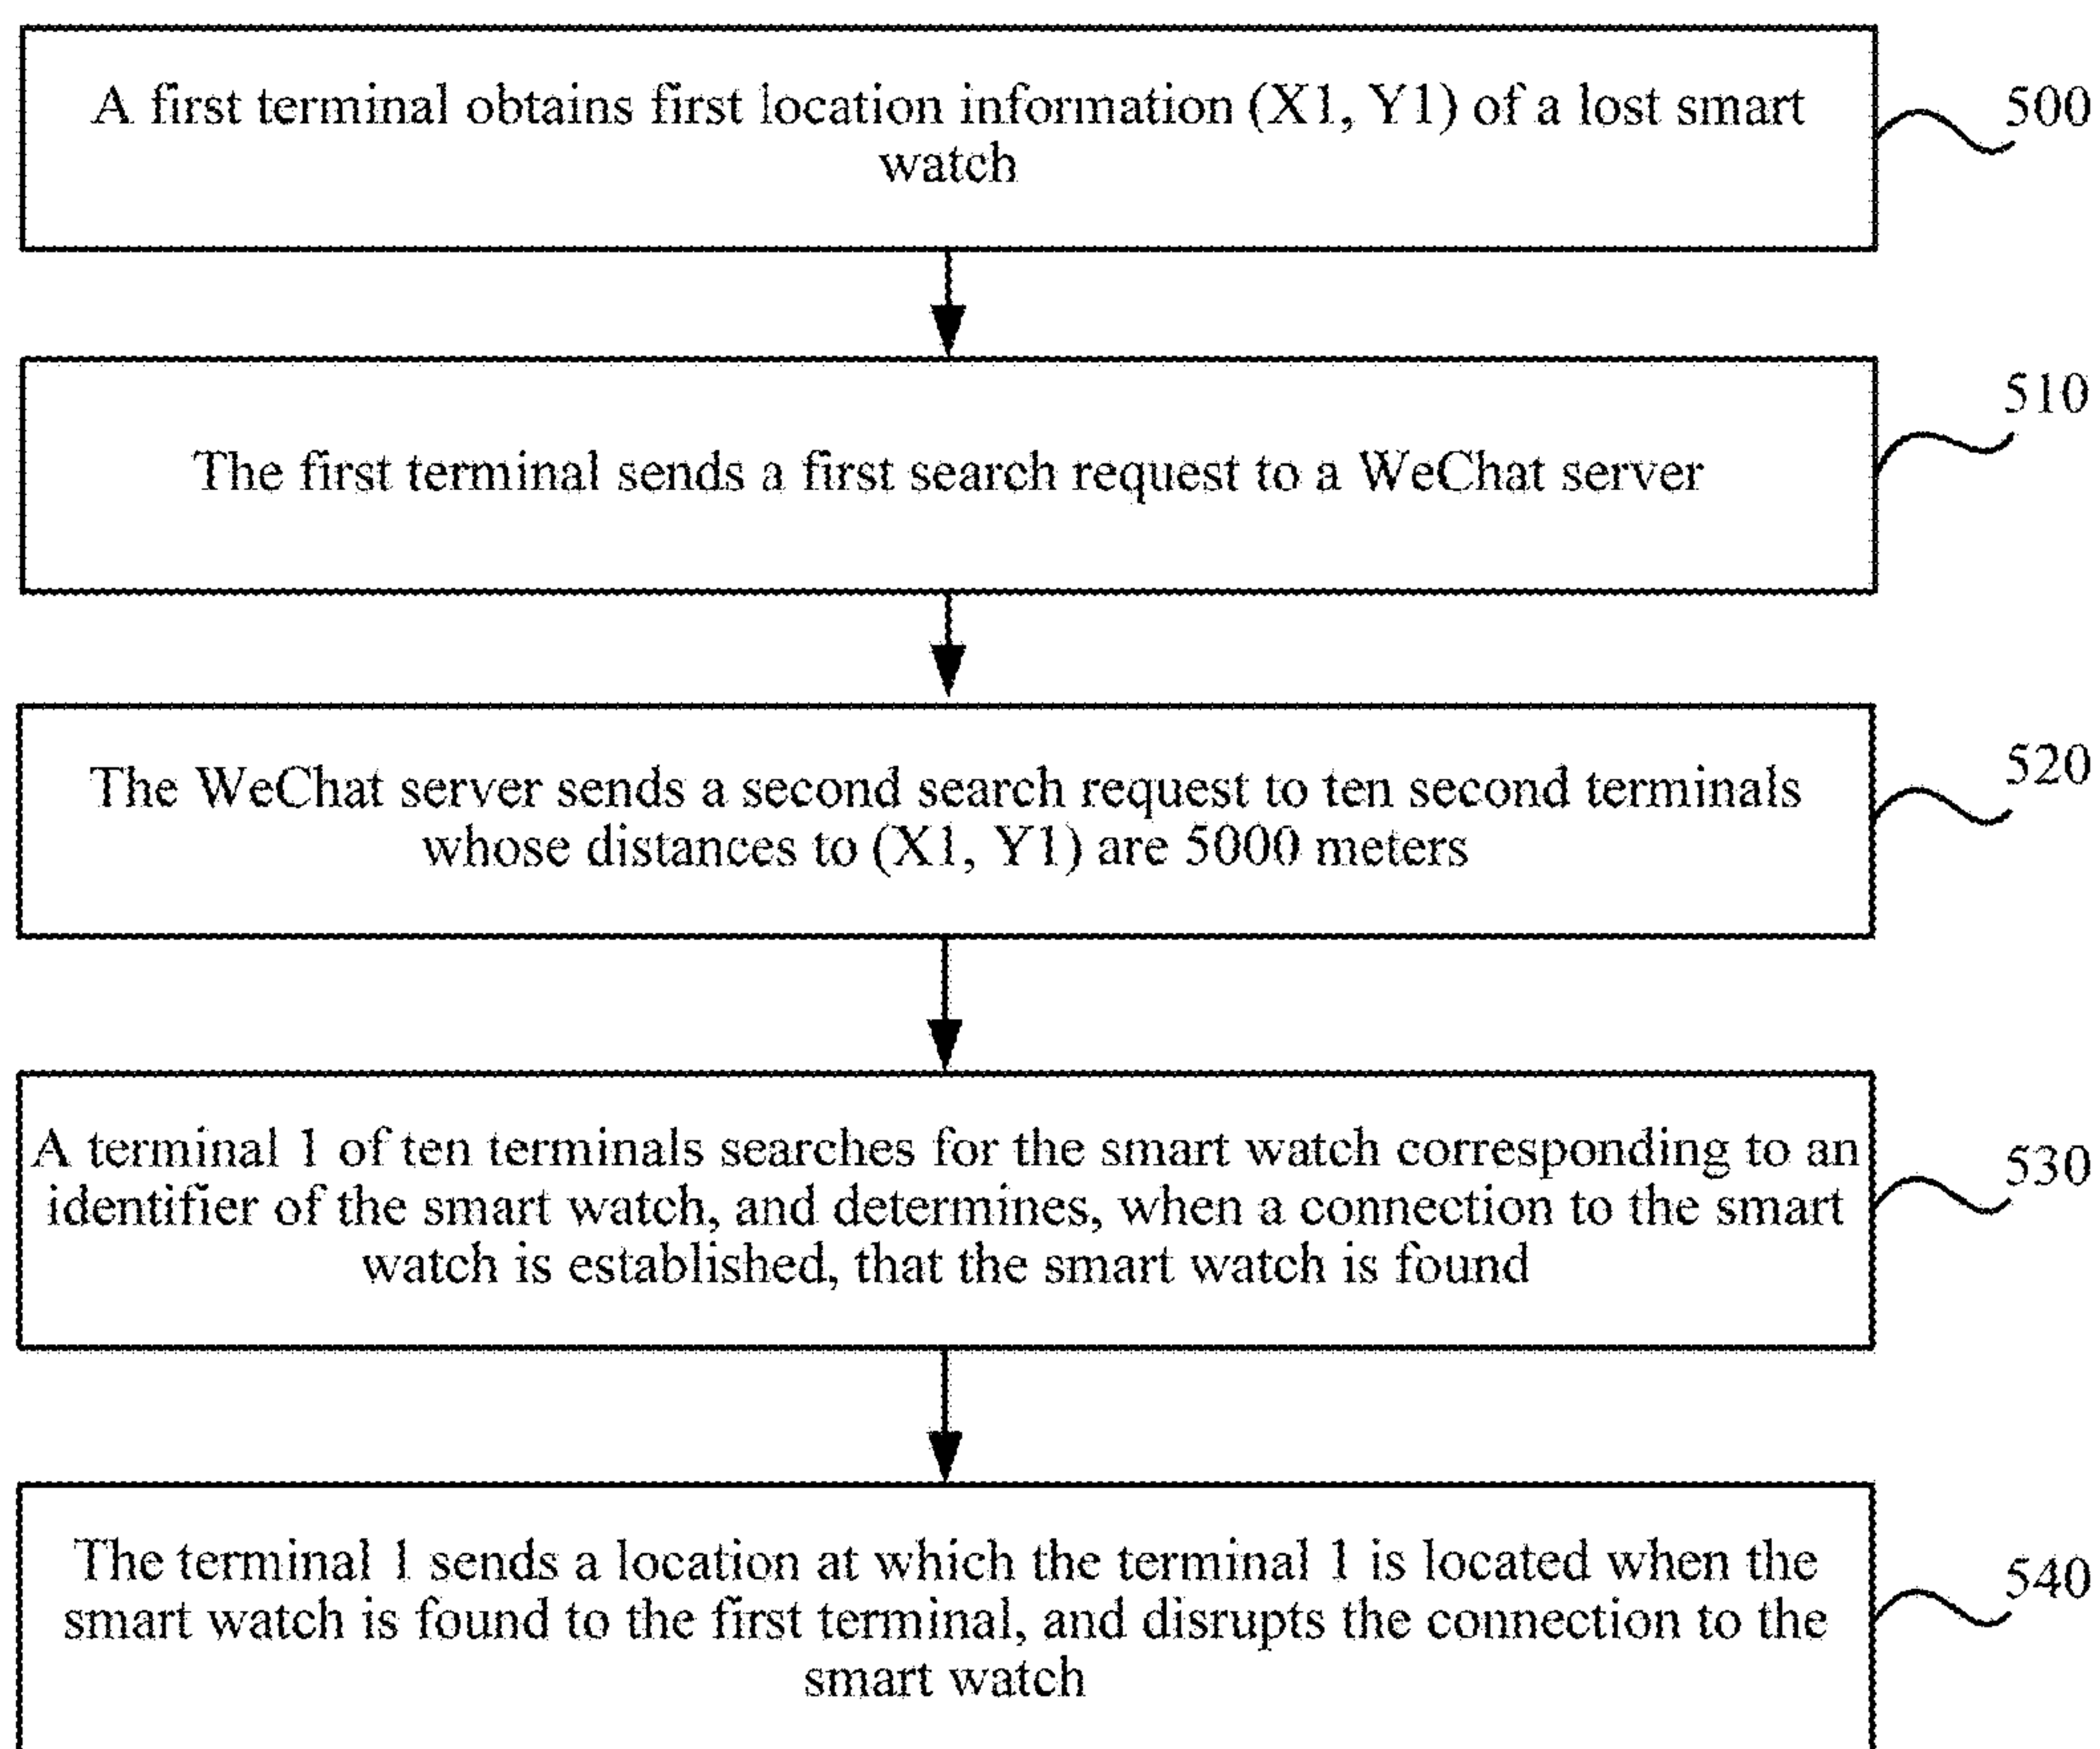 A first terminal obtains first location information (X1, Y1) of a lost smart
watch
500
The first terminal sends a first search request to a WeChat server
510
The WeChat server sends a second search request to ten second terminals
whose distances to (X1, Y1) are 5000 meters
520
A terminal 1 of ten terminals searches for the smart watch corresponding to an
identifier of the smart watch, and determines, when a connection to the smart
watch is established, that the smart watch is found
530
The terminal 1 sends a location at which the terminal 1 is located when the
smart watch is found to the first terminal, and disrupts the connection to the
smart watch
540